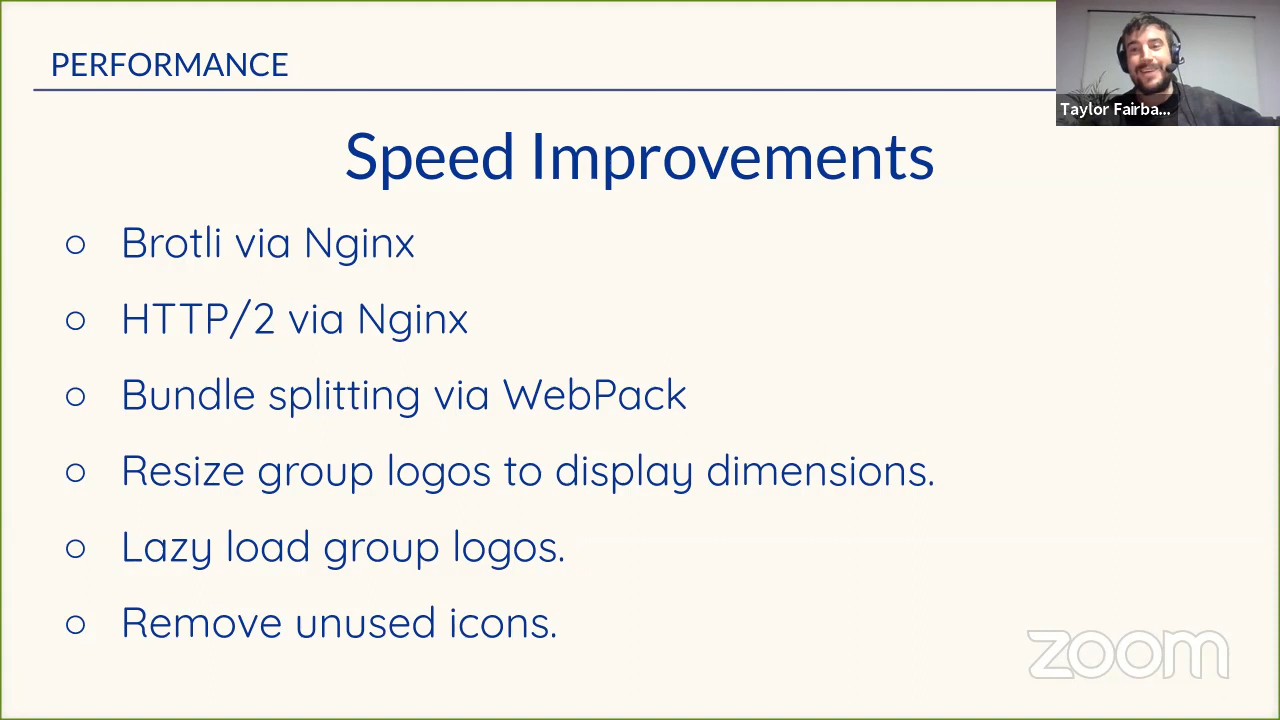 PERFORMANCE
Taylor Fairba...
Speed Improvements
Brotli via Nginx
HTTP/2 via Nginx
Bundle splitting via WebPack
Resize group logos to display dimensions.
Lazy load group logos.
Remove unused icons.
zoom